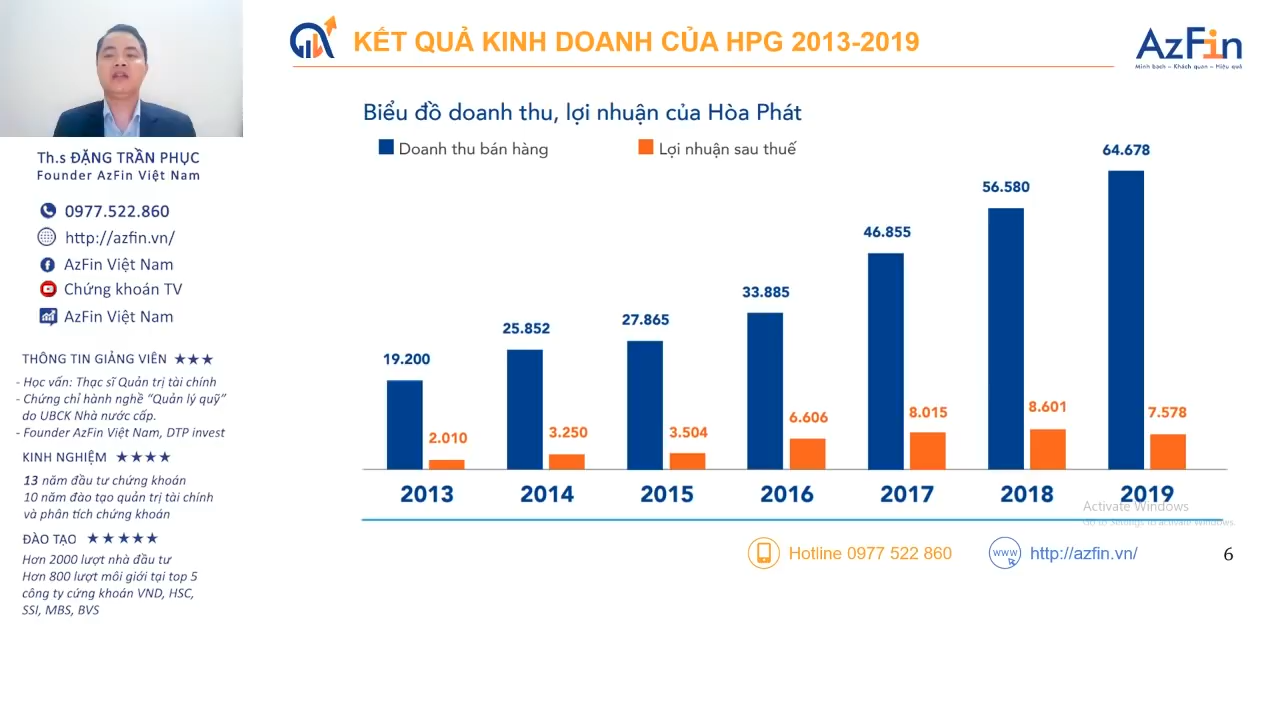 KẾT QUẢ KINH DOANH CỦA HPG 2013-2019
AzFin
Minh bạch – Khách quan – Hiệu quả
Th.s ĐẶNG TRẦN PHỤC
Founder AzFin Việt Nam
0977.522.860
http://azfin.vn/
AzFin Việt Nam
Chứng khoán TV
AzFin Việt Nam
THÔNG TIN GIẢNG VIÊN ★★★
- Học vấn: Thạc sĩ Quản trị tài chính
- Chứng chỉ hành nghề “Quản lý quỹ”
do UBCK Nhà nước cấp.
- Founder AzFin Việt Nam, DTP invest
KINH NGHIỆM ★★★★
13 năm đầu tư chứng khoán
10 năm đào tạo quản trị tài chính
và phân tích chứng khoán
ĐÀO TẠO ★★★★★
Hơn 2000 lượt nhà đầu tư
Hơn 800 lượt môi giới tại top 5
công ty cứng khoán VND, HSC,
SSI, MBS, BVS
Biểu đồ doanh thu, lợi nhuận của Hòa Phát
Doanh thu bán hàng
Lợi nhuận sau thuế
19.200
25.852
27.865
33.885
46.855
56.580
64.678
2.010
3.250
3.504
6.606
8.015
8.601
7.578
2013 2014 2015 2016 2017 2018 2019
Activate Windows
Go to Settings to activate Windows.
Hotline 0977 522 860
www
http://azfin.vn/
6